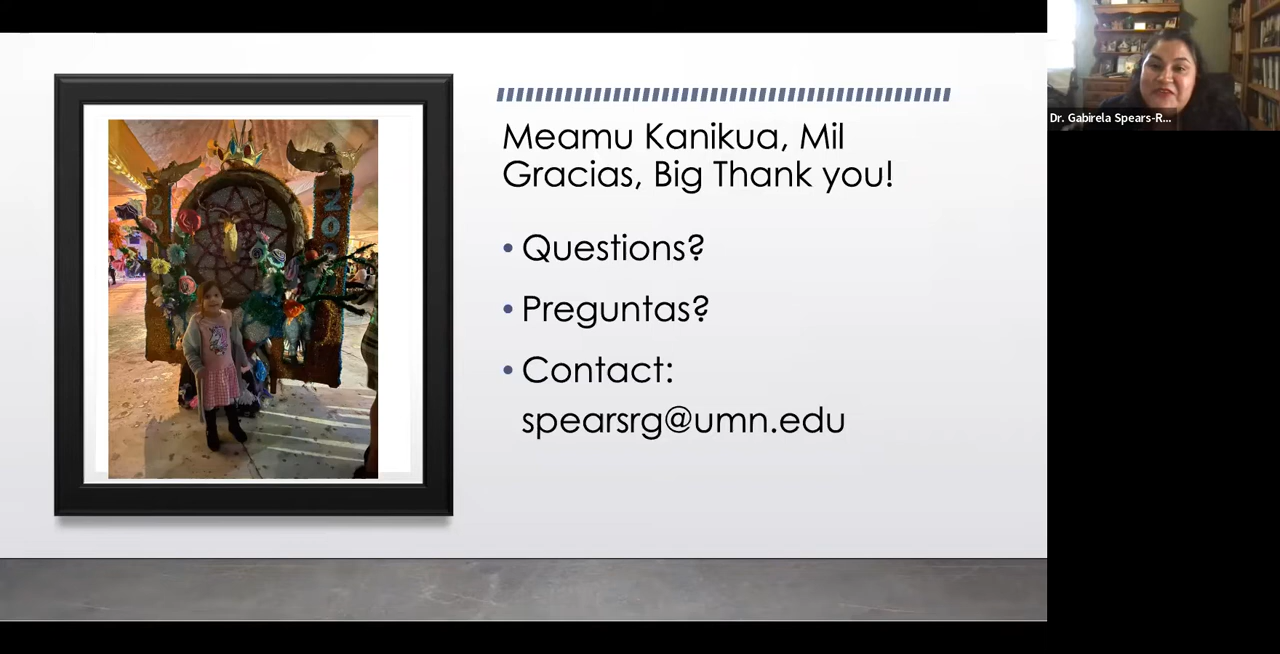 Meamu Kanikua, Mil
Gracias, Big Thank you!
• Questions?
• Preguntas?
• Contact:
spearsrg@umn.edu
Dr. Gabirela Spears-R...